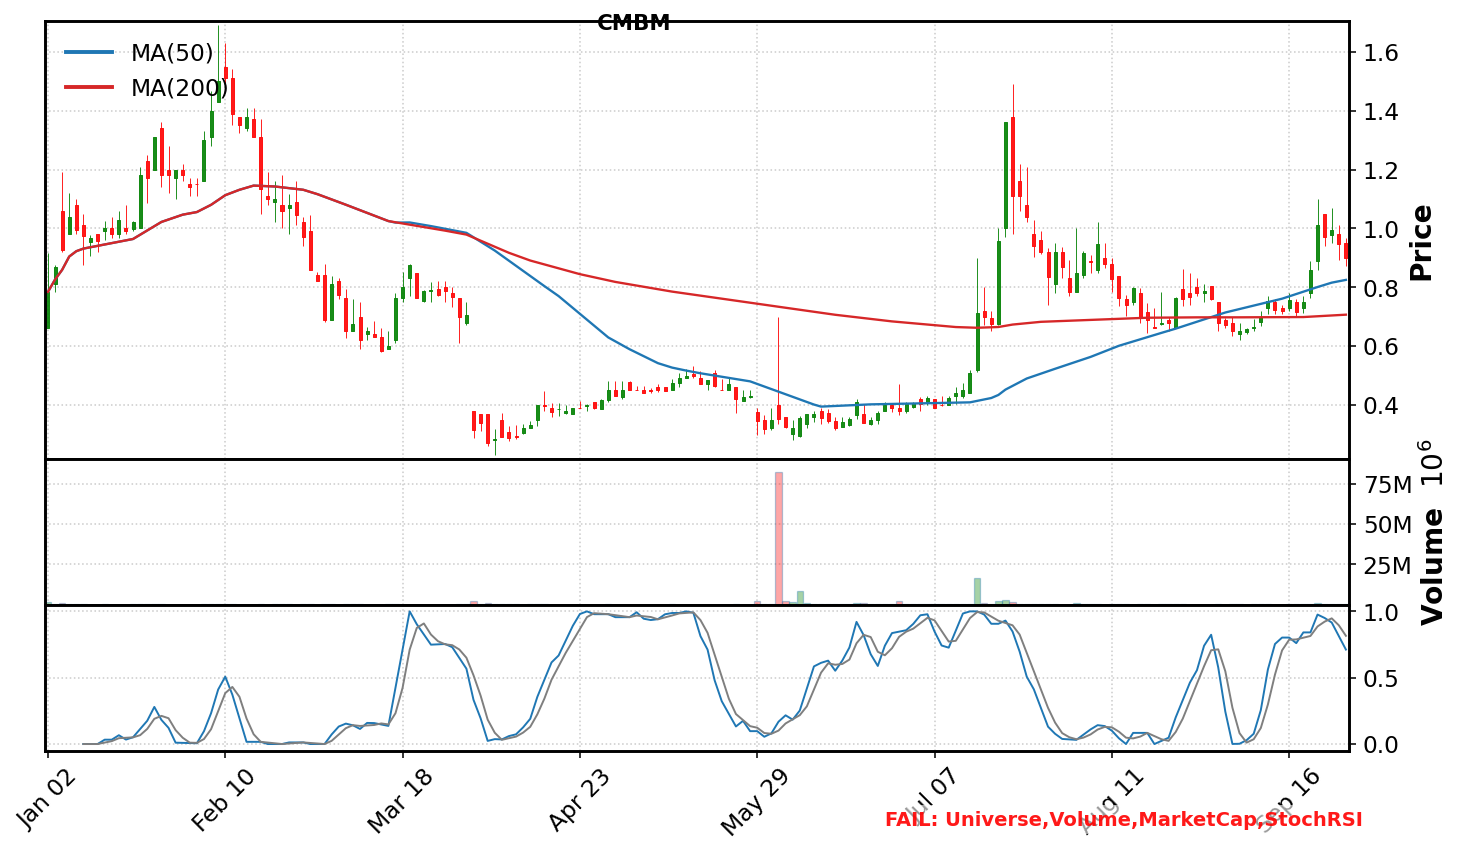 CMBM
MA(50)
MA(200)
1.6
1.4
1.2
1.0
0.8
0.6
0.4
Price
75M
50M
25M
Volume 10^6
1.0
0.5
0.0
Jan 02
Feb 10
Mar 18
Apr 23
May 29
Jul 07
Aug 11
Sep 16
FAIL: Universe,Volume,MarketCap,StochRSI